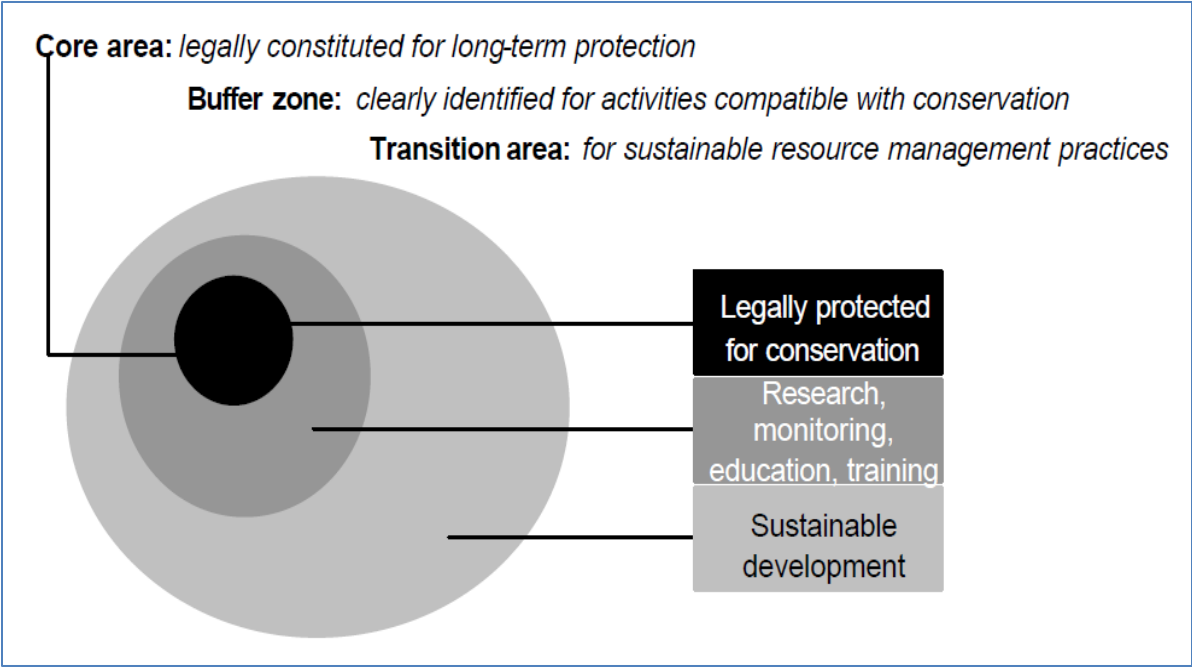 Core area: legally constituted for long-term protection
Buffer zone: clearly identified for activities compatible with conservation
Transition area: for sustainable resource management practices
Legally protected
for conservation
Research,
monitoring,
education, training
Sustainable
development